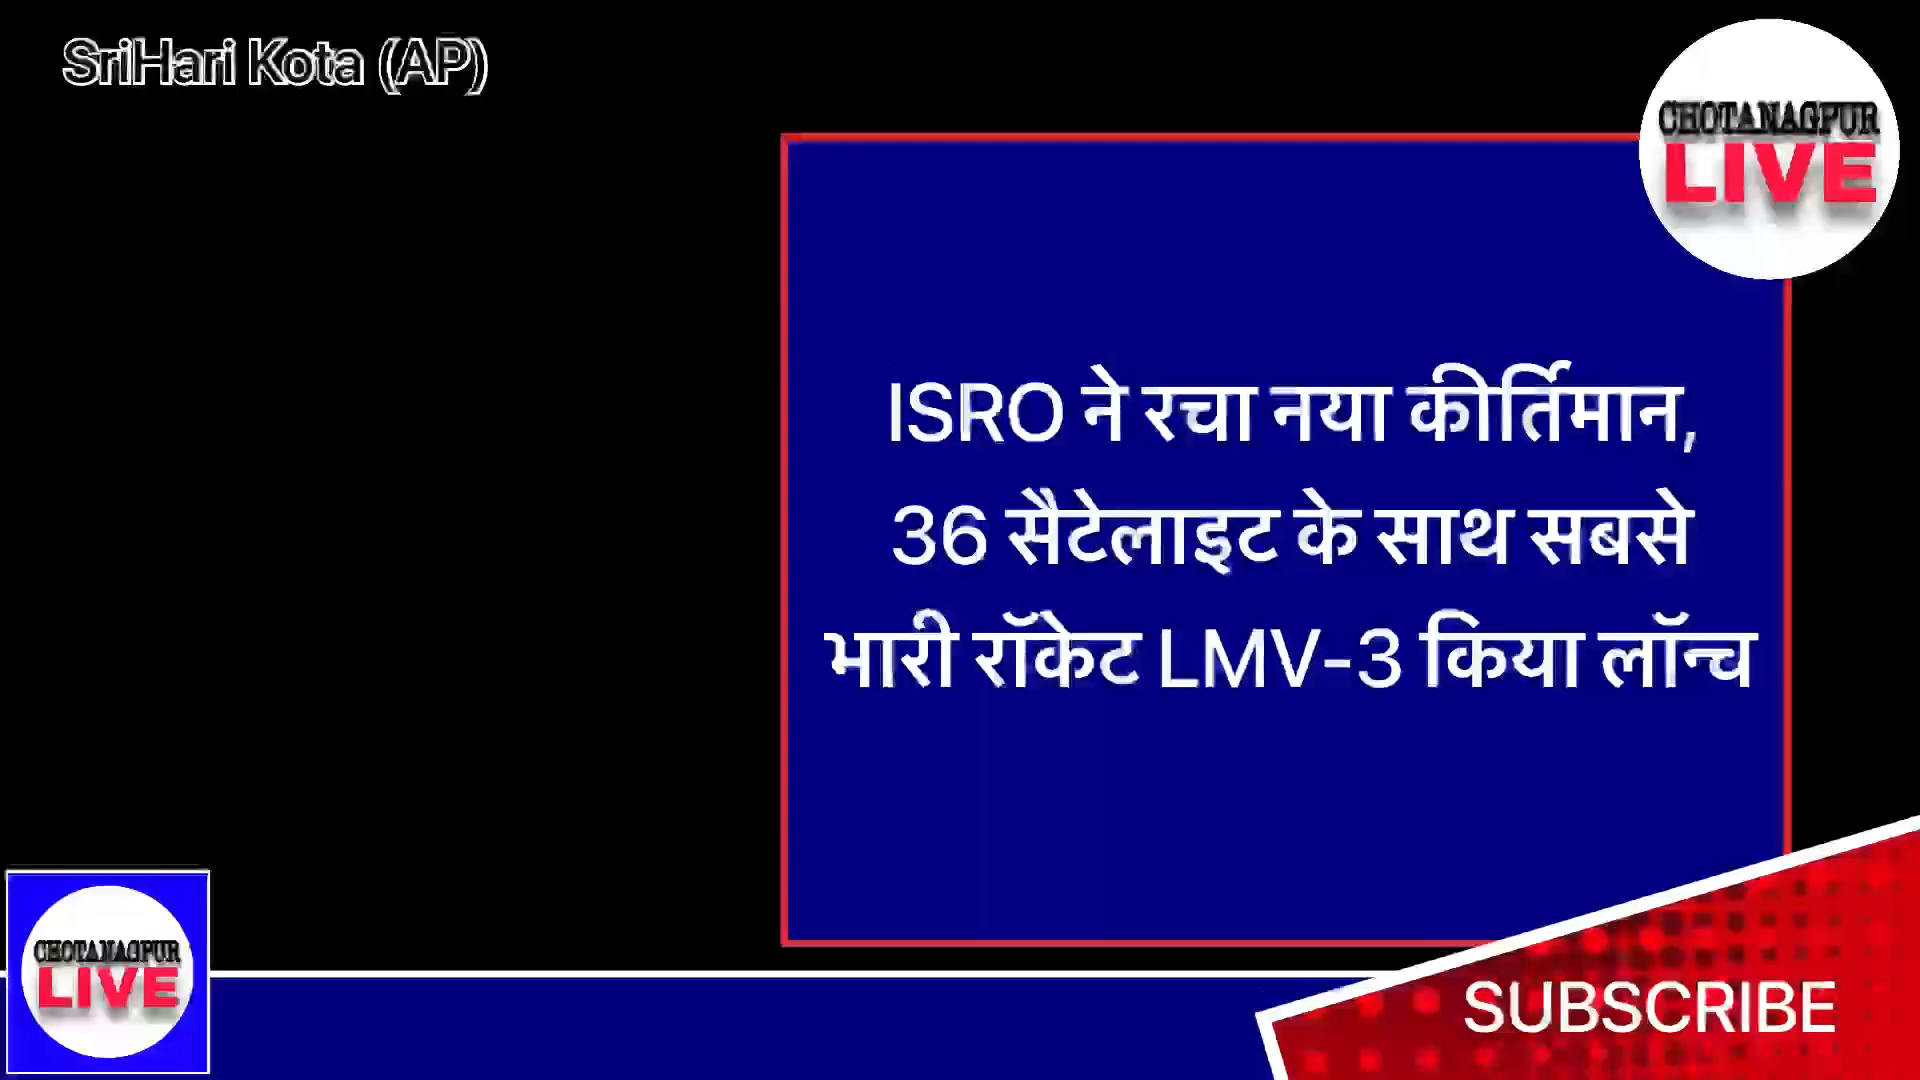 SriHari Kota (AP)
CHOTANAGPUR
LIVE
ISRO ने रचा नया कीर्तिमान,
36 सैटेलाइट के साथ सबसे
भारी रॉकेट LMV-3 किया लॉन्च
CHOTANAGPUR
LIVE
SUBSCRIBE